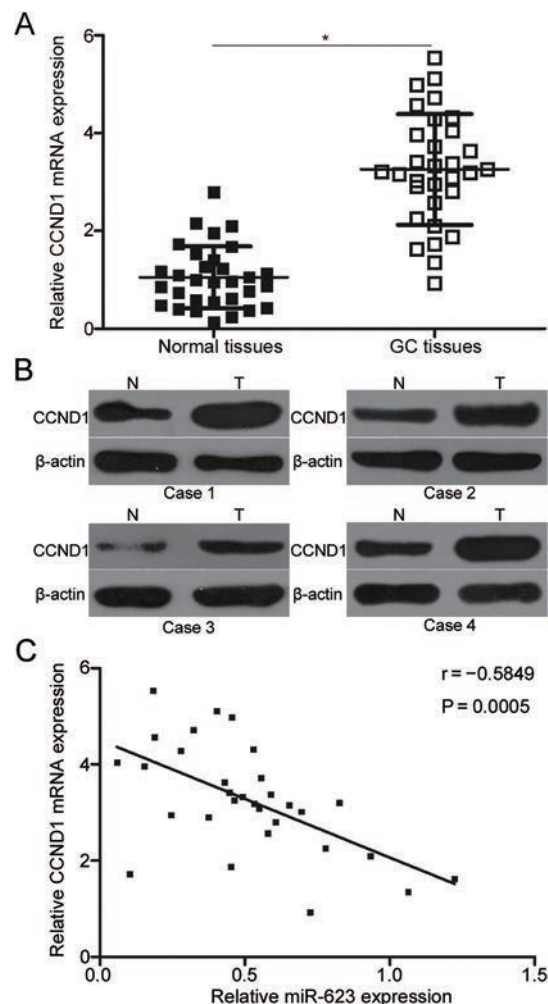 A
Relative CCND1 mRNA expression
6
4
2
0
*
Normal tissues
GC tissues
B
N T
CCND1
β-actin
Case 1
N T
CCND1
β-actin
Case 2
N T
CCND1
β-actin
Case 3
N T
CCND1
β-actin
Case 4
C
Relative CCND1 mRNA expression
6
4
2
0
r = −0.5849
P = 0.0005
0.0 0.5 1.0 1.5
Relative miR-623 expression